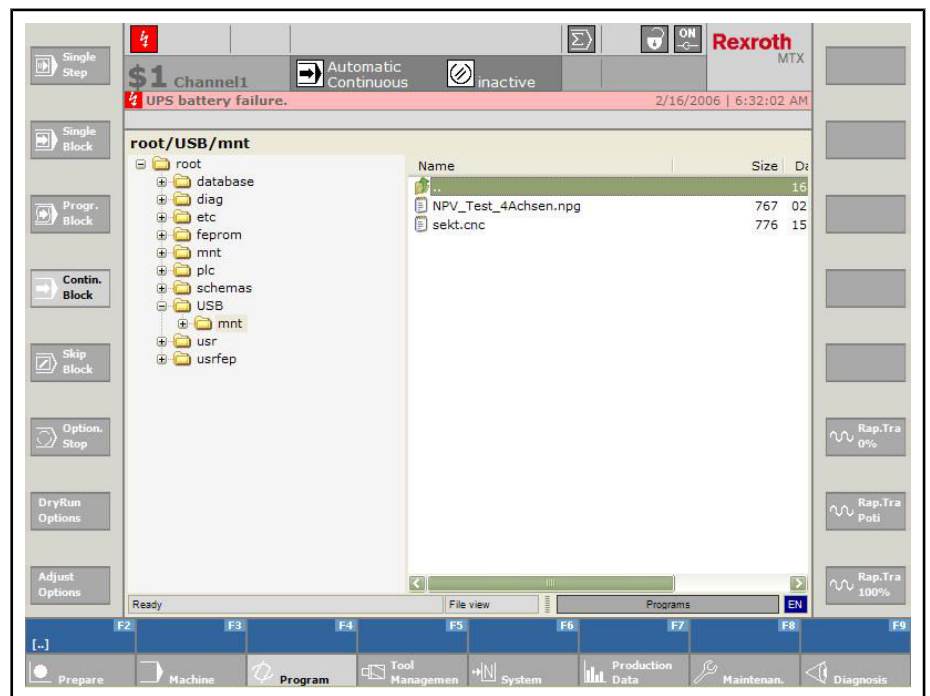 ON
Rexroth
MTX
Single
Step
$1 Channel1
Automatic
Continuous
inactive
UPS battery failure.
2/16/2006 | 6:32:02 AM
Single
Block
root/USB/mnt
root
database
diag
etc
feprom
mnt
plc
schemas
USB
mnt
usr
usrfep
Name Size Da
.. 16
NPV_Test_4Achsen.npg 767 02
sekt.cnc 776 15
Progr.
Block
Contin.
Block
Skip
Block
Option.
Stop
DryRun
Options
Adjust
Options
Rap.Tra
0%
Rap.Tra
Poti
Rap.Tra
100%
Ready File view Programs EN
F2 F3 F4 F5 F6 F7 F8 F9
[..]
Prepare
Machine
Program
Tool
Managemen
System
Production
Data
Maintenan.
Diagnosis